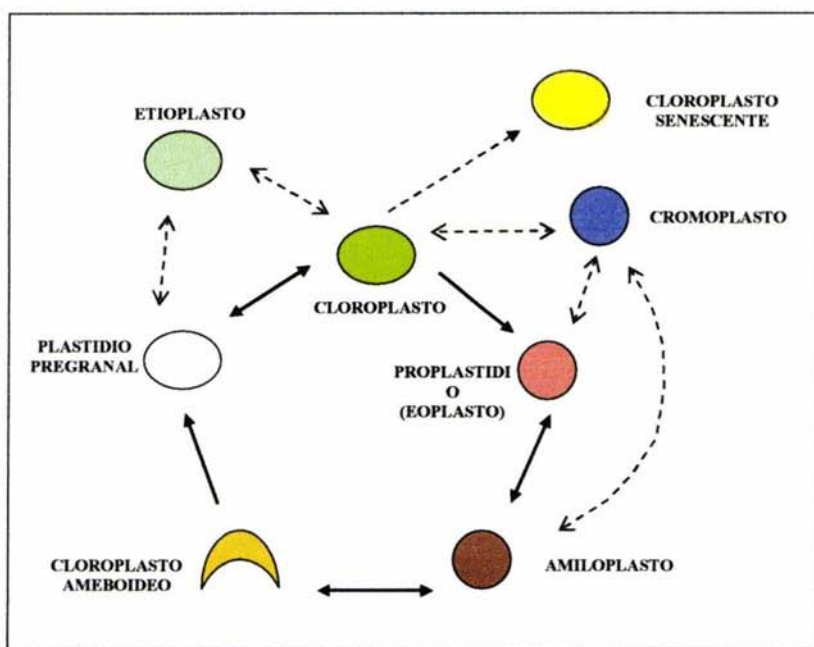 ETIOPLASTO
CLOROPLASTO
SENESCENTE
CROMOPLASTO
CLOROPLASTO
PLASTIDIO
PREGRANAL
PROPLASTIDI
O
(EOPLASTO)
CLOROPLASTO
AMEBOIDEO
AMILOPLASTO